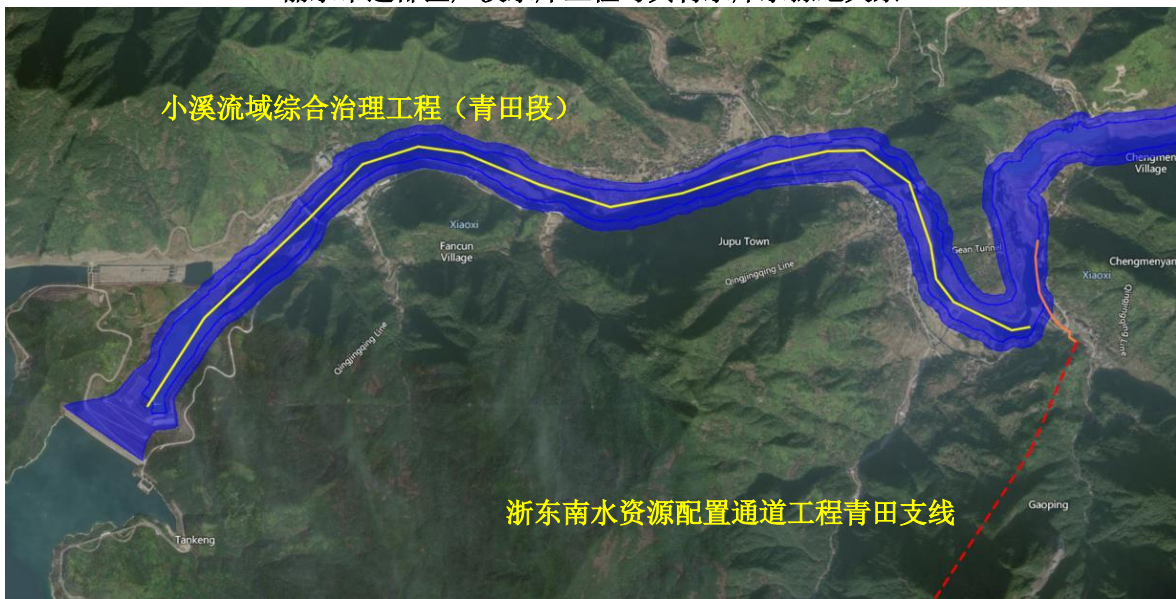 小溪流域综合治理工程（青田段）
Chengmen
Village
Xiaoxi
Fancun
Village
Jupu Town
Gean Tunnel
Chengmenyan
Qingjingqing Line
Xiaoxi
Qingjingqing Line
Qingjingqing Line
浙东南水资源配置通道工程青田支线
Gaoping
Tankeng